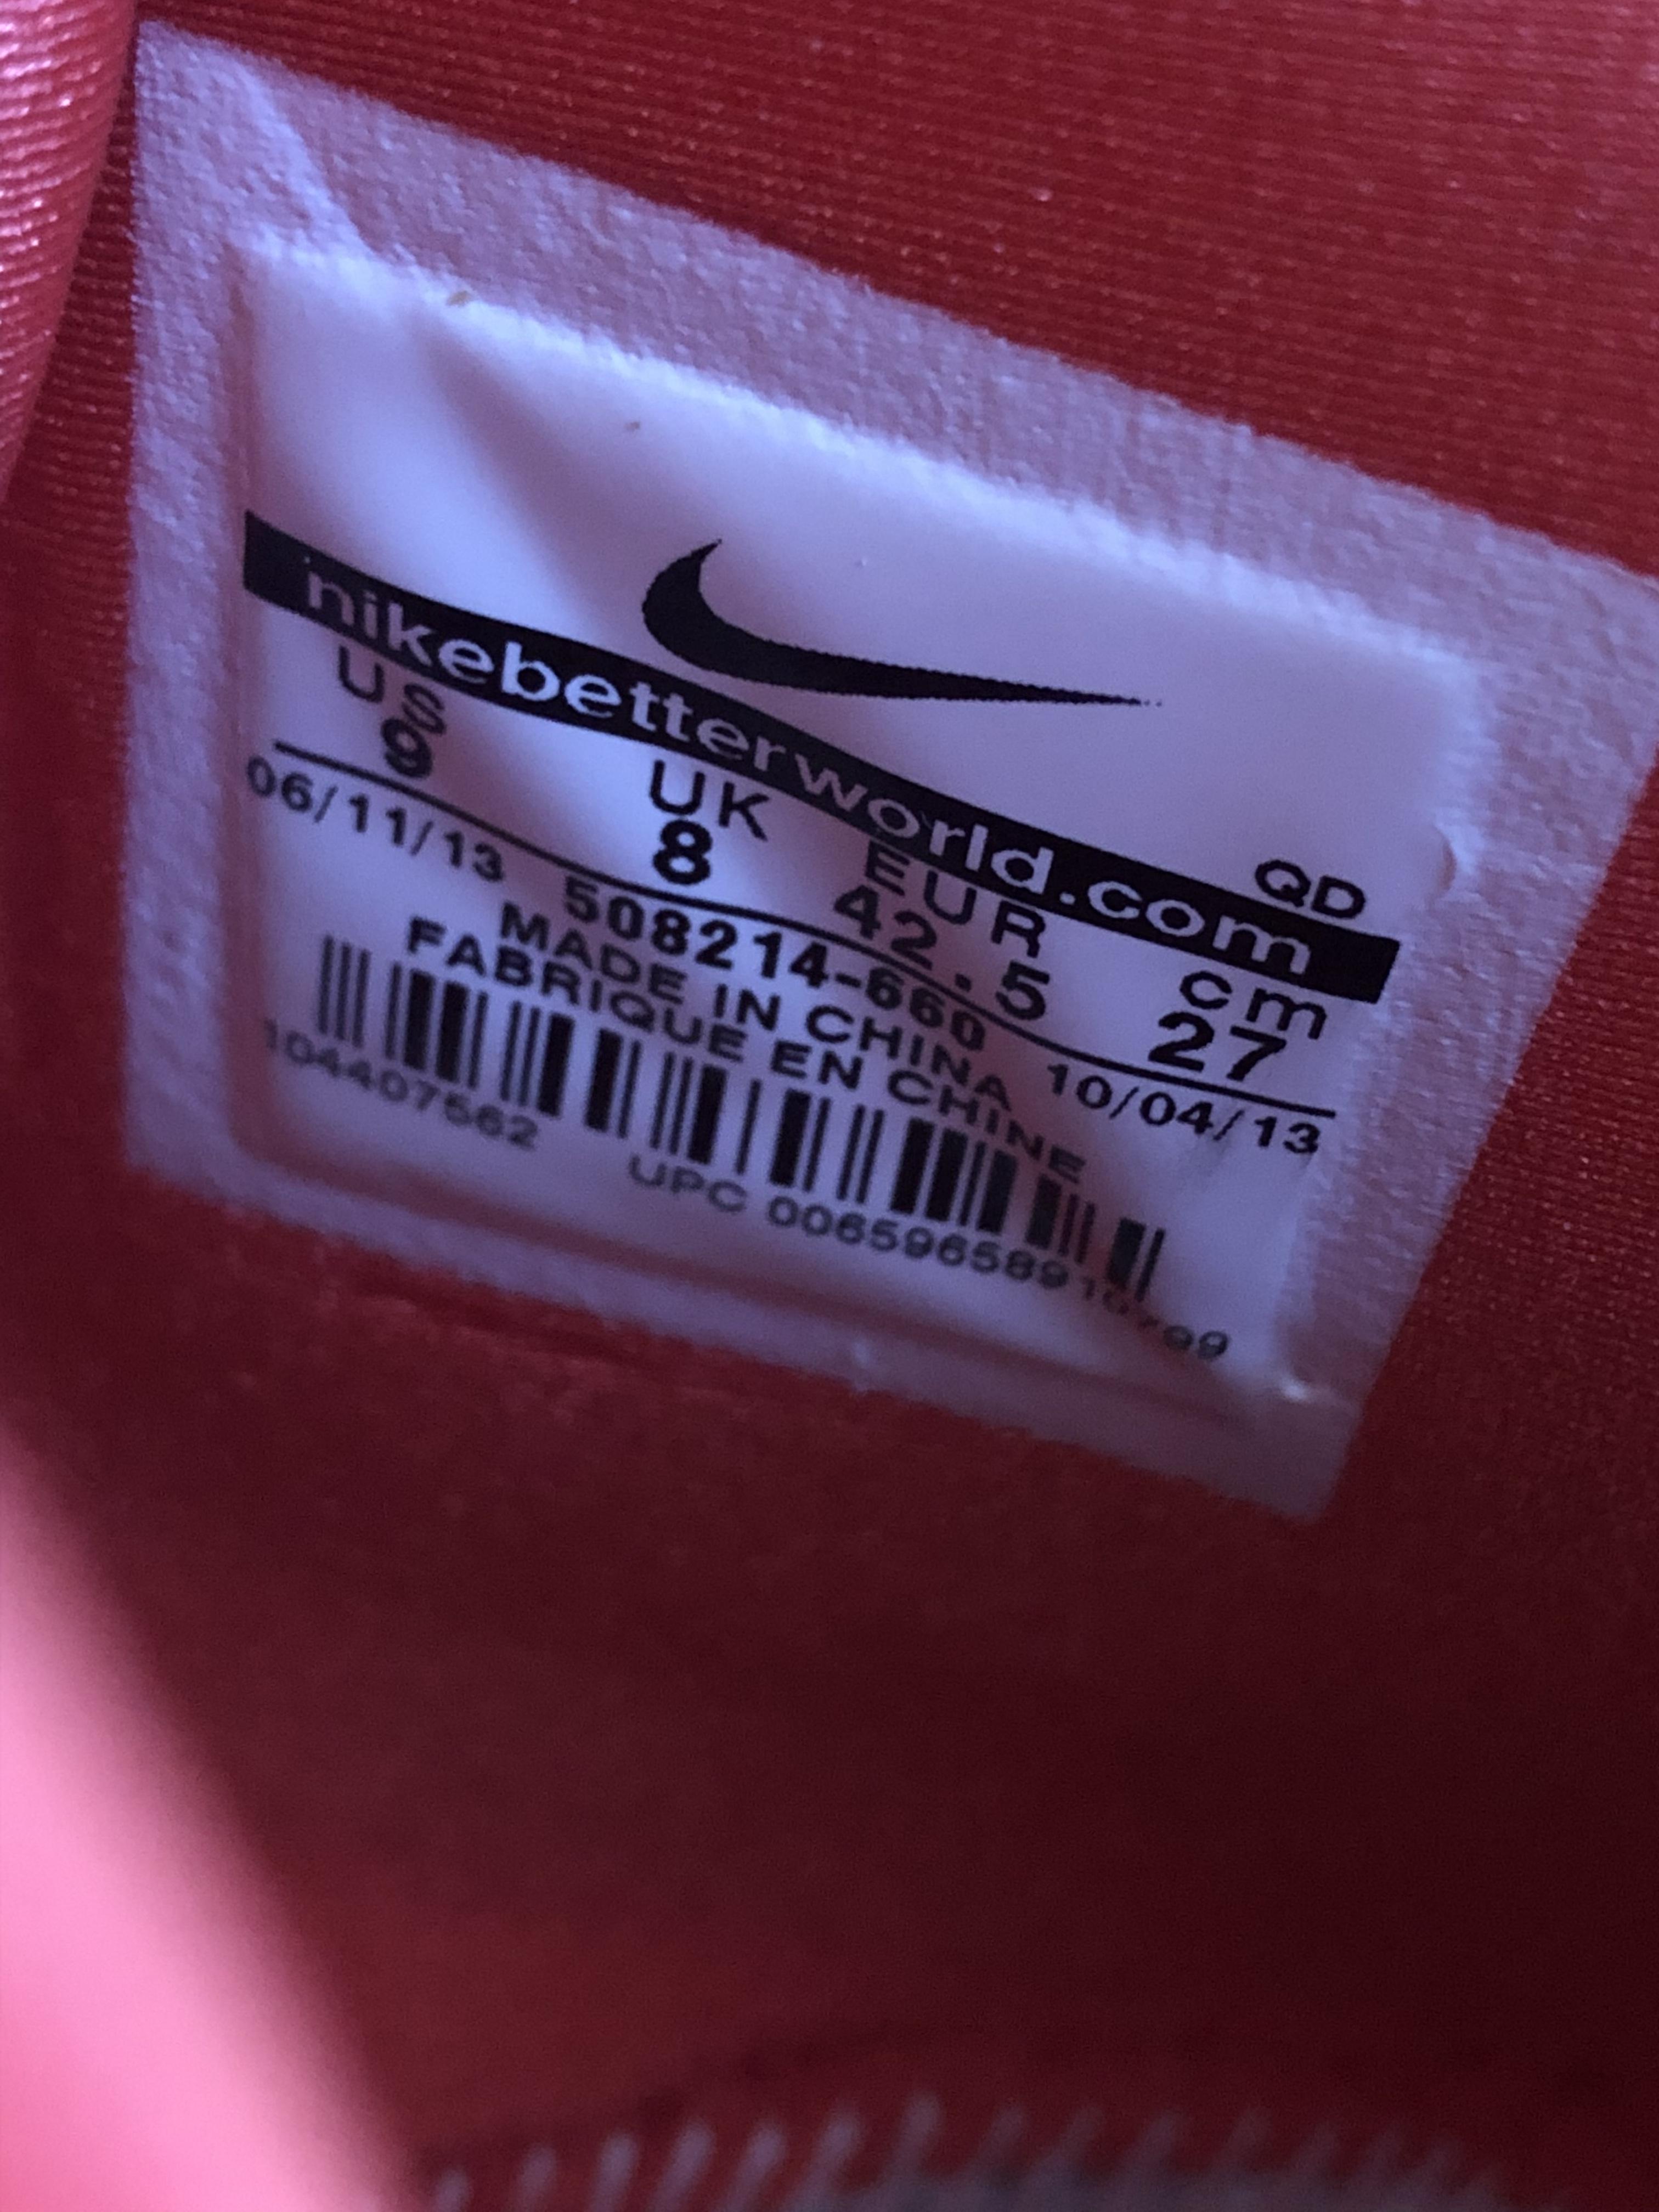 nikebetterworld.com
QD
US UK EUR cm
9 8 42.5 27
06/11/13 508214-660 10/04/13
MADE IN CHINA
FABRIQUE EN CHINE
104407562
UPC